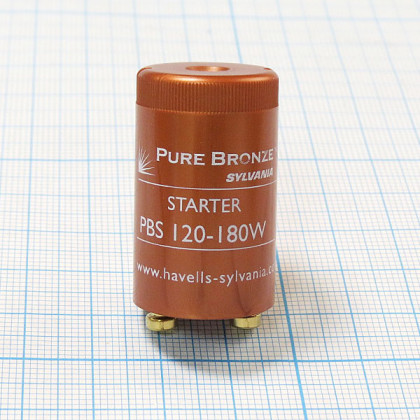 PURE BRONZE
SYLVANIA
STARTER
PBS 120-180W
www.havells-sylvania.c